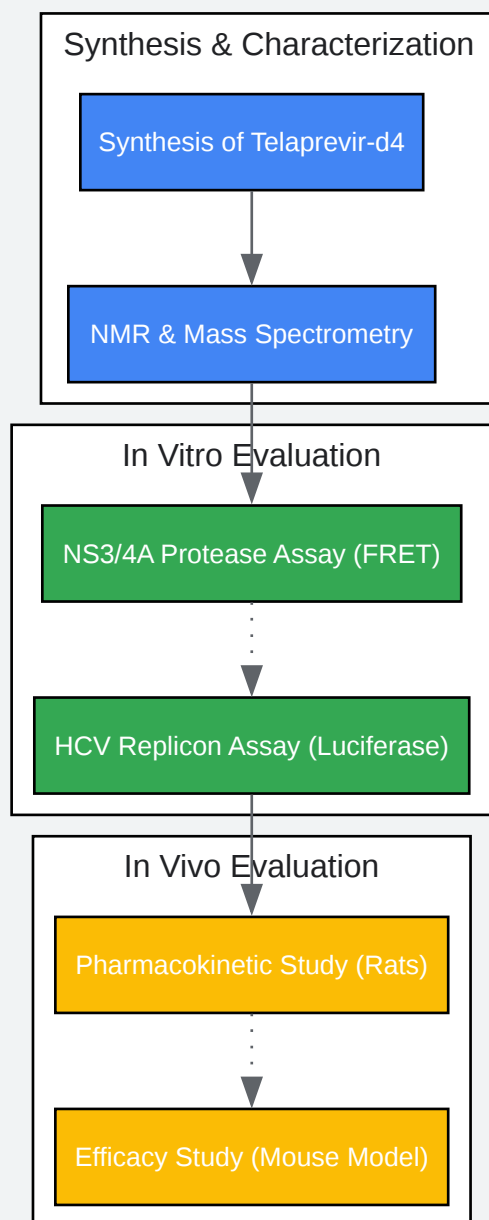 Synthesis & Characterization
Synthesis of Telaprevir-d4
NMR & Mass Spectrometry
In Vitro Evaluation
NS3/4A Protease Assay (FRET)
HCV Replicon Assay (Luciferase)
In Vivo Evaluation
Pharmacokinetic Study (Rats)
Efficacy Study (Mouse Model)